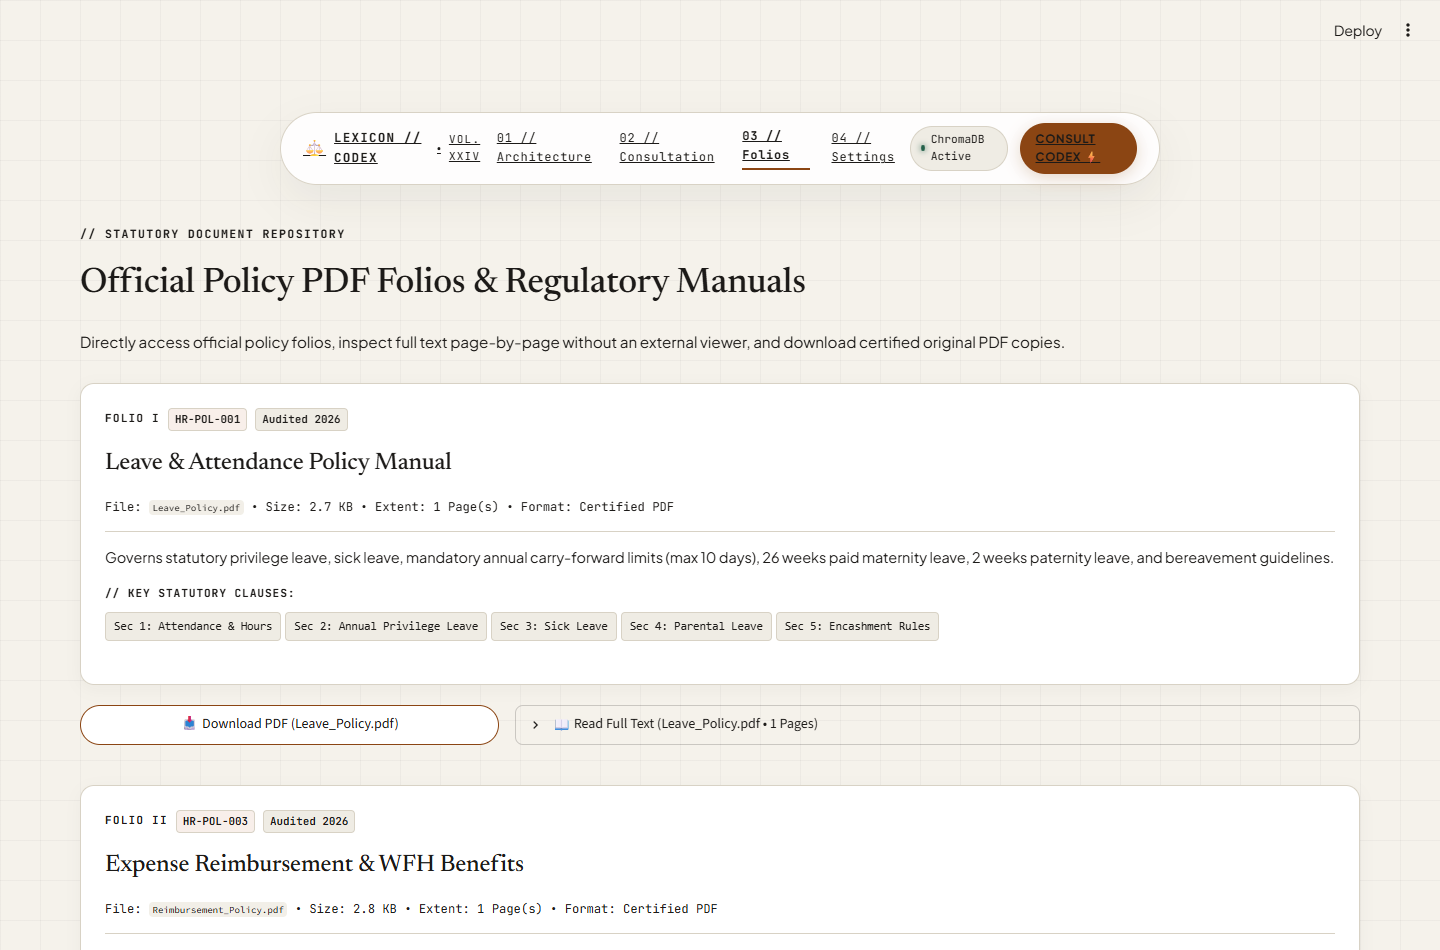 Deploy
⚖️ LEXICON // CODEX • VOL. XXIV
01 // Architecture
02 // Consultation
03 // Folios
04 // Settings
ChromaDB Active
CONSULT CODEX ⚡
// STATUTORY DOCUMENT REPOSITORY
Official Policy PDF Folios & Regulatory Manuals
Directly access official policy folios, inspect full text page-by-page without an external viewer, and download certified original PDF copies.
FOLIO I HR-POL-001 Audited 2026
Leave & Attendance Policy Manual
File: Leave_Policy.pdf • Size: 2.7 KB • Extent: 1 Page(s) • Format: Certified PDF
Governs statutory privilege leave, sick leave, mandatory annual carry-forward limits (max 10 days), 26 weeks paid maternity leave, 2 weeks paternity leave, and bereavement guidelines.
// KEY STATUTORY CLAUSES:
Sec 1: Attendance & Hours Sec 2: Annual Privilege Leave Sec 3: Sick Leave Sec 4: Parental Leave Sec 5: Encashment Rules
📥 Download PDF (Leave_Policy.pdf)
📖 Read Full Text (Leave_Policy.pdf • 1 Pages)
FOLIO II HR-POL-003 Audited 2026
Expense Reimbursement & WFH Benefits
File: Reimbursement_Policy.pdf • Size: 2.8 KB • Extent: 1 Page(s) • Format: Certified PDF